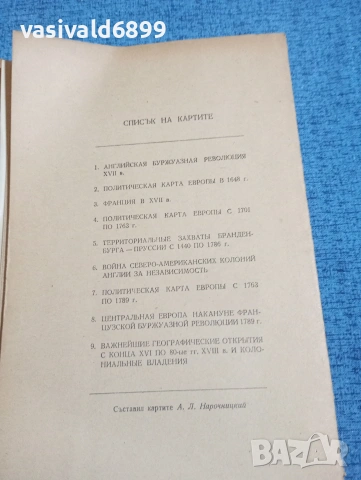 vasivald6899
СПИСЪК НА КАРТИТЕ
1. АНГЛИЙСКАЯ БУРЖУАЗНАЯ РЕВОЛЮЦИЯ
XVII в.
2. ПОЛИТИЧЕСКАЯ КАРТА ЕВРОПЫ В 1648 г.
3. ФРАНЦИЯ В XVII в.
4. ПОЛИТИЧЕСКАЯ КАРТА ЕВРОПЫ С 1701
ПО 1763 г.
5. ТЕРРИТОРИАЛЬНЫЕ ЗАХВАТЫ БРАНДЕН-
БУРГА — ПРУССИИ С 1440 ПО 1786 г.
6. ВОЙНА СЕВЕРО-АМЕРИКАНСКИХ КОЛОНИЙ
АНГЛИИ ЗА НЕЗАВИСИМОСТЬ
7. ПОЛИТИЧЕСКАЯ КАРТА ЕВРОПЫ С 1763
ПО 1789 г.
8. ЦЕНТРАЛЬНАЯ ЕВРОПА НАКАНУНЕ ФРАН-
ЦУЗСКОЙ БУРЖУАЗНОЙ РЕВОЛЮЦИИ 1789 г.
9. ВАЖНЕЙШИЕ ГЕОГРАФИЧЕСКИЕ ОТКРЫТИЯ
С КОНЦА XVI ПО 80-ые гг. XVIII в. И КОЛО-
НИАЛЬНЫЕ ВЛАДЕНИЯ
Съставил картите А. Л. Нарочницкий
BAZAR